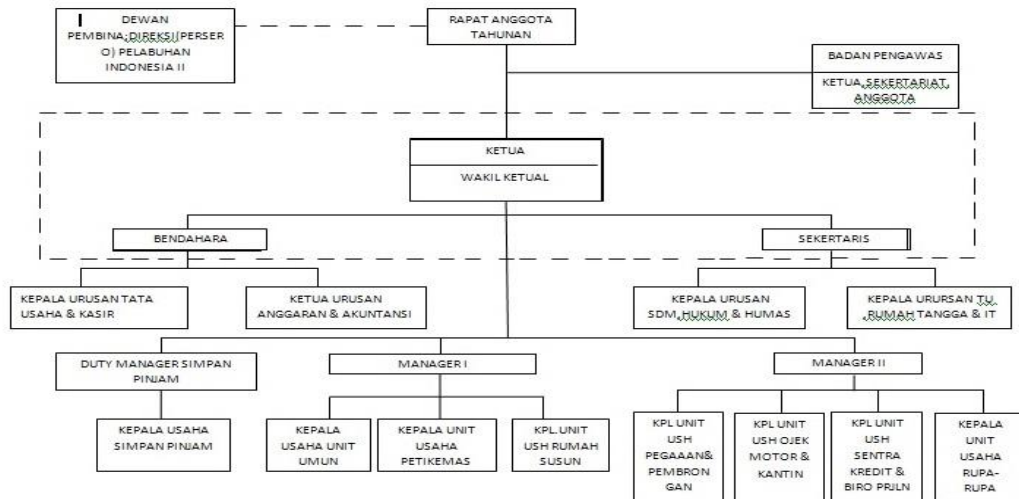 DEWAN
PEMBINA;DIREKSI(PERSER
O) PELABUHAN
INDONESIA II
RAPAT ANGGOTA
TAHUNAN
BADAN PENGAWAS
KETUA,SEKERTARIAT,
ANGGOTA
KETUA
WAKIL KETUAL
BENDAHARA
SEKERTARIS
KEPALA URUSAN TATA
USAHA & KASIR
KETUA URUSAN
ANGGARAN & AKUNTANSI
KEPALA URUSAN
SDM,HUKUM & HUMAS
KEPALA URURSAN TU
,RUMAH TANGGA & IT
DUTY MANAGER SIMPAN
PINJAM
MANAGER I
MANAGER II
KEPALA USAHA
SIMPAN PINJAM
KEPALA
USAHA UNIT
UMUN
KEPALA UNIT
USAHA
PETIKEMAS
KPL.UNIT
USH RUMAH
SUSUN
KPL UNIT
USH
PEGAAAN&
PEMBRON
GAN
KPL UNIT
USH OJEK
MOTOR &
KANTIN
KPL UNIT
USH
SENTRA
KREDIT &
BIRO PRJLN
KEPALA
UNIT
USAHA
RUPA-
RUPA